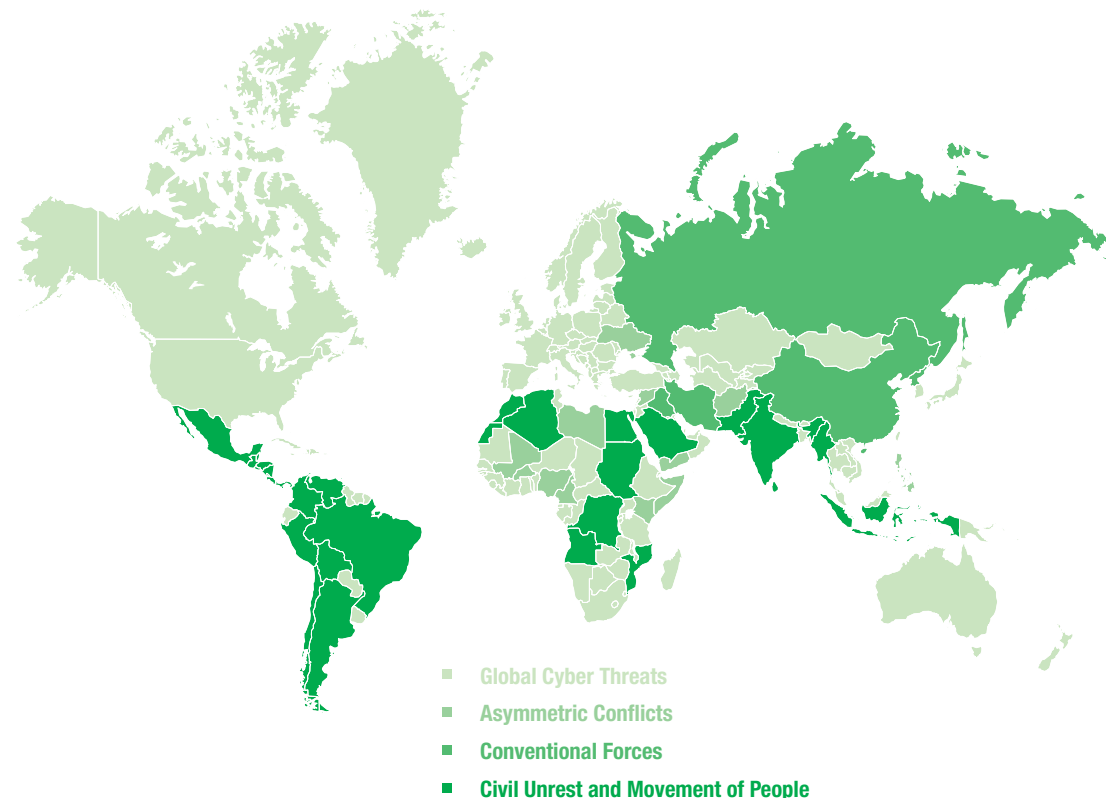 Global Cyber Threats
Asymmetric Conflicts
Conventional Forces
Civil Unrest and Movement of People